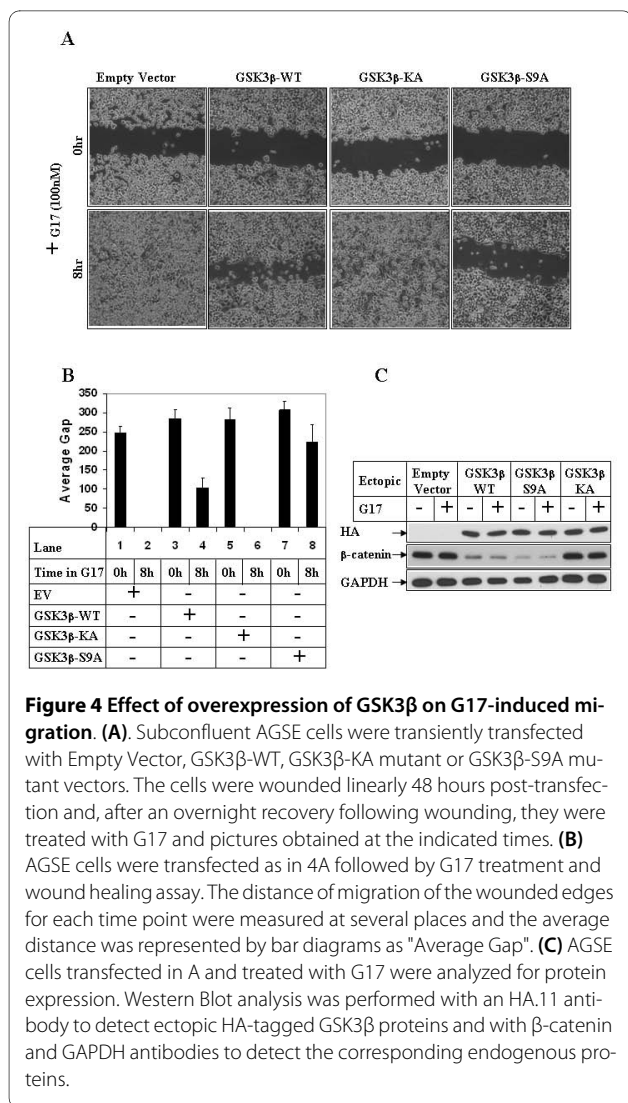 A
Empty Vector GSK3β-WT GSK3β-KA GSK3β-S9A
+ G17 (100nM)
0hr
8hr
B
Average Gap
350
300
250
200
150
100
50
0
Lane 1 2 3 4 5 6 7 8
Time in G17 0h 8h 0h 8h 0h 8h 0h 8h
EV + – – –
GSK3β-WT – + – –
GSK3β-KA – – + –
GSK3β-S9A – – – +
C
Ectopic Empty Vector GSK3β WT GSK3β S9A GSK3β KA
G17 – + – + – + – +
HA
β-catenin
GAPDH
Figure 4 Effect of overexpression of GSK3β on G17-induced mi-
gration. (A). Subconfluent AGSE cells were transiently transfected
with Empty Vector, GSK3β-WT, GSK3β-KA mutant or GSK3β-S9A mu-
tant vectors. The cells were wounded linearly 48 hours post-transfec-
tion and, after an overnight recovery following wounding, they were
treated with G17 and pictures obtained at the indicated times. (B)
AGSE cells were transfected as in 4A followed by G17 treatment and
wound healing assay. The distance of migration of the wounded edges
for each time point were measured at several places and the average
distance was represented by bar diagrams as "Average Gap". (C) AGSE
cells transfected in A and treated with G17 were analyzed for protein
expression. Western Blot analysis was performed with an HA.11 anti-
body to detect ectopic HA-tagged GSK3β proteins and with β-catenin
and GAPDH antibodies to detect the corresponding endogenous pro-
teins.